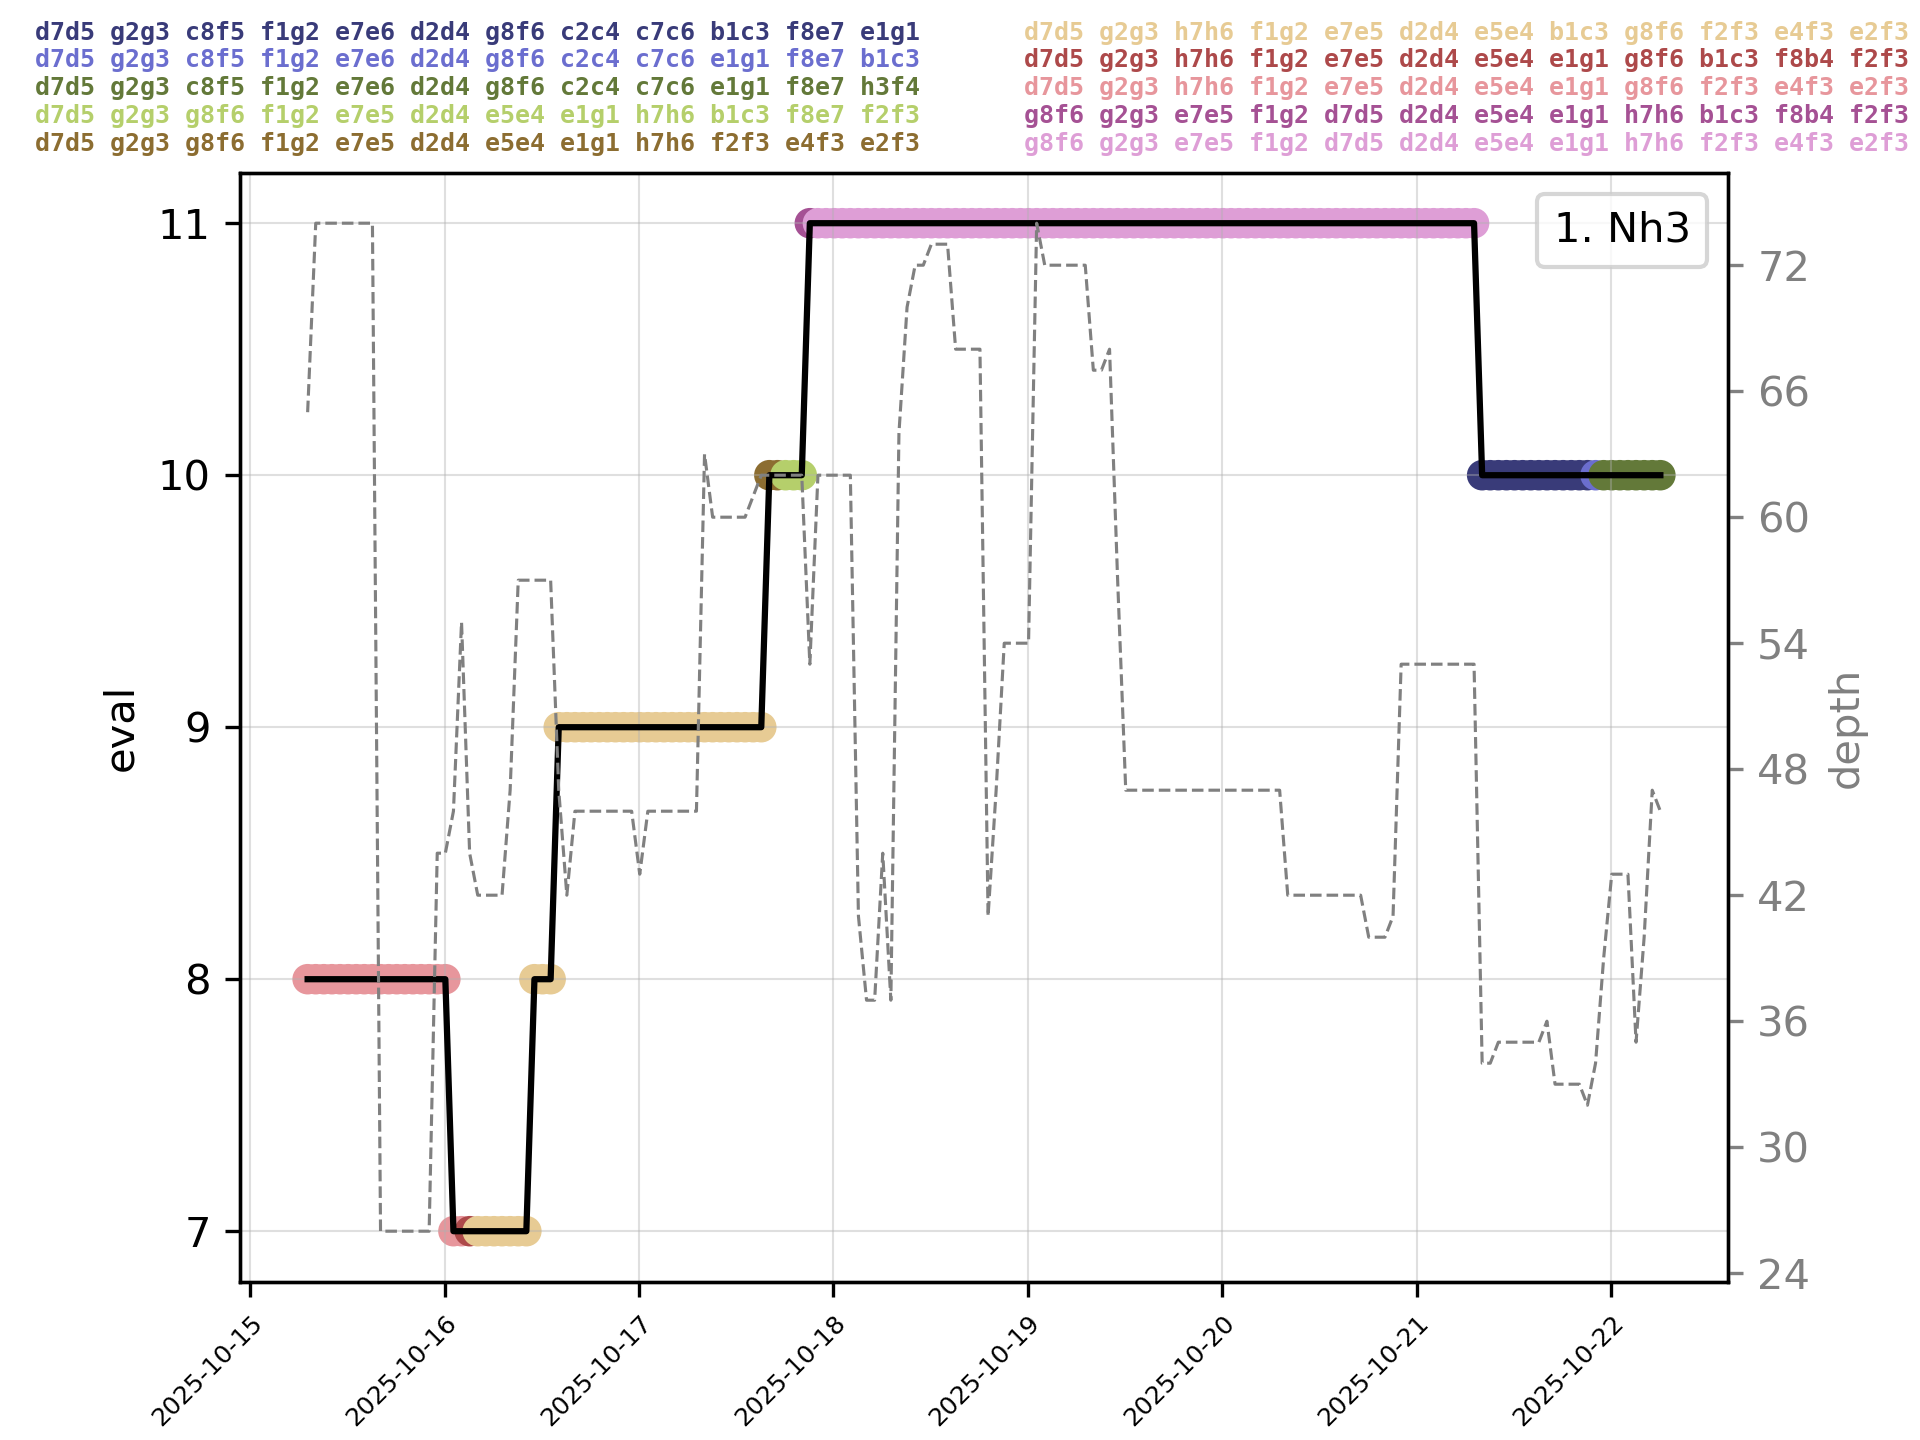 d7d5 g2g3 c8f5 f1g2 e7e6 d2d4 g8f6 c2c4 c7c6 b1c3 f8e7 e1g1
d7d5 g2g3 c8f5 f1g2 e7e6 d2d4 g8f6 c2c4 c7c6 e1g1 f8e7 b1c3
d7d5 g2g3 c8f5 f1g2 e7e6 d2d4 g8f6 c2c4 c7c6 e1g1 f8e7 h3f4
d7d5 g2g3 g8f6 f1g2 e7e5 d2d4 e5e4 e1g1 h7h6 b1c3 f8e7 f2f3
d7d5 g2g3 g8f6 f1g2 e7e5 d2d4 e5e4 e1g1 h7h6 f2f3 e4f3 e2f3
d7d5 g2g3 h7h6 f1g2 e7e5 d2d4 e5e4 b1c3 g8f6 f2f3 e4f3 e2f3
d7d5 g2g3 h7h6 f1g2 e7e5 d2d4 e5e4 e1g1 g8f6 b1c3 f8b4 f2f3
d7d5 g2g3 h7h6 f1g2 e7e5 d2d4 e5e4 e1g1 g8f6 f2f3 e4f3 e2f3
g8f6 g2g3 e7e5 f1g2 d7d5 d2d4 e5e4 e1g1 h7h6 b1c3 f8b4 f2f3
g8f6 g2g3 e7e5 f1g2 d7d5 d2d4 e5e4 e1g1 h7h6 f2f3 e4f3 e2f3
1. Nh3
eval
11
10
9
8
7
72
66
60
54
48
42
36
30
24
depth
2025-10-15
2025-10-16
2025-10-17
2025-10-18
2025-10-19
2025-10-20
2025-10-21
2025-10-22